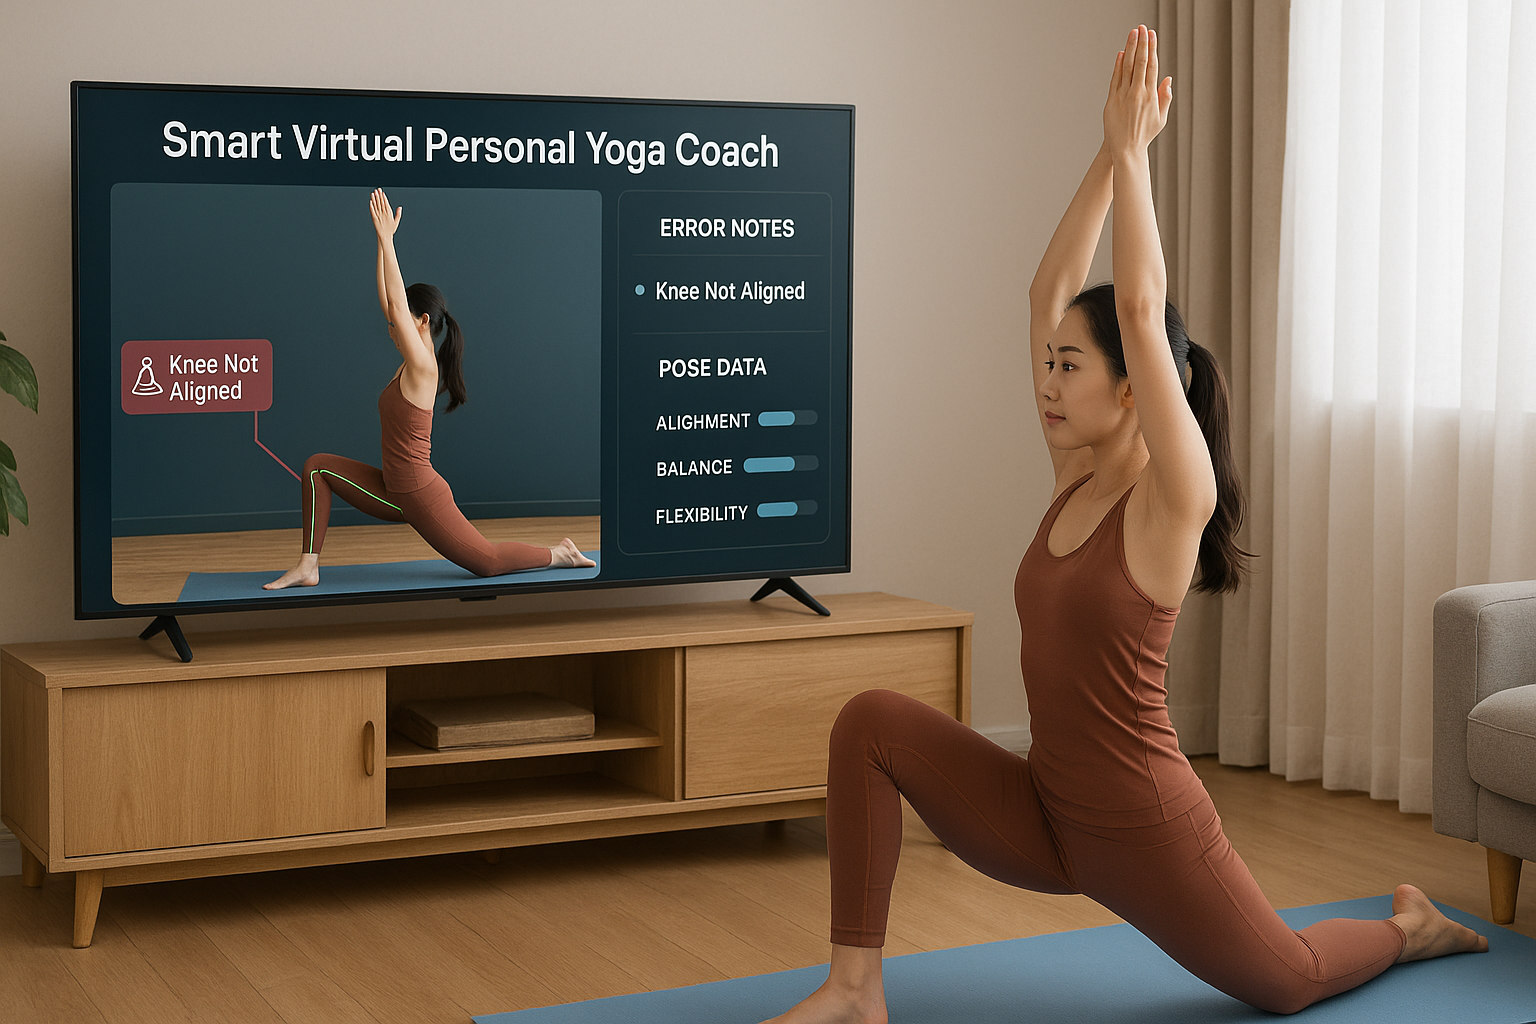 Smart Virtual Personal Yoga Coach
Knee Not
Aligned
ERROR NOTES
Knee Not Aligned
POSE DATA
ALIGHMENT
BALANCE
FLEXIBILITY